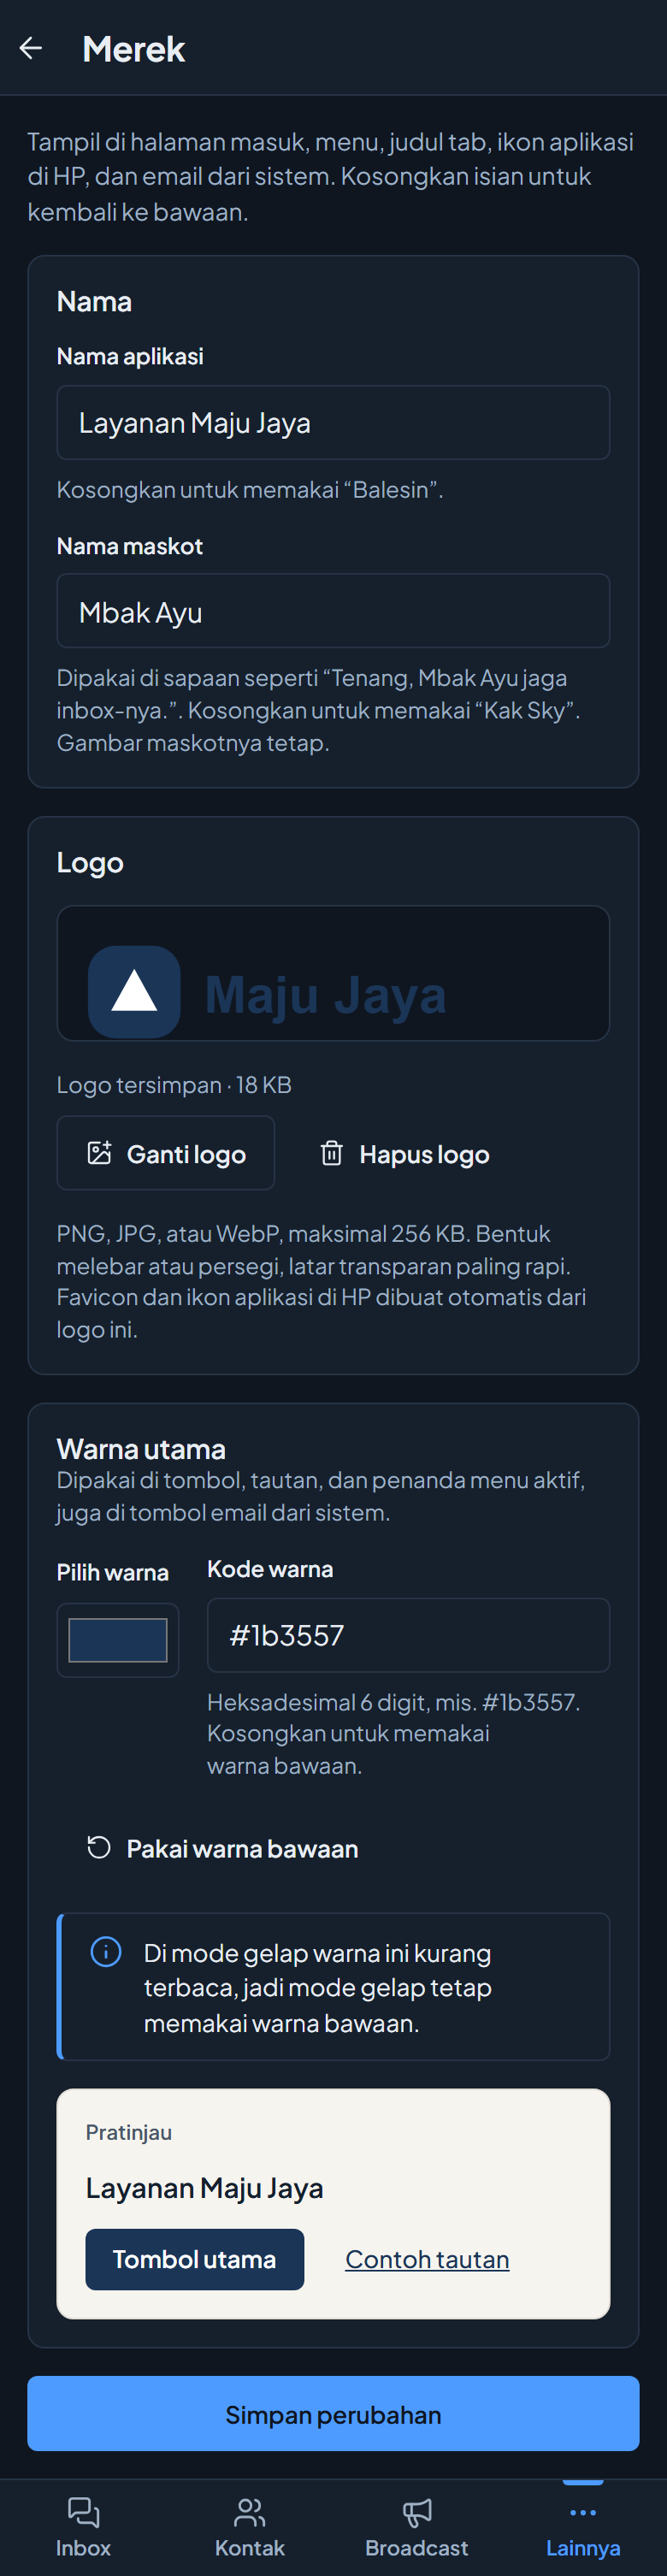 Merek
Tampil di halaman masuk, menu, judul tab, ikon aplikasi
di HP, dan email dari sistem. Kosongkan isian untuk
kembali ke bawaan.
Nama
Nama aplikasi
Layanan Maju Jaya
Kosongkan untuk memakai “Balesin”.
Nama maskot
Mbak Ayu
Dipakai di sapaan seperti “Tenang, Mbak Ayu jaga
inbox-nya.”. Kosongkan untuk memakai “Kak Sky”.
Gambar maskotnya tetap.
Logo
Maju Jaya
Logo tersimpan · 18 KB
Ganti logo
Hapus logo
PNG, JPG, atau WebP, maksimal 256 KB. Bentuk
melebar atau persegi, latar transparan paling rapi.
Favicon dan ikon aplikasi di HP dibuat otomatis dari
logo ini.
Warna utama
Dipakai di tombol, tautan, dan penanda menu aktif,
juga di tombol email dari sistem.
Pilih warna
Kode warna
#1b3557
Heksadesimal 6 digit, mis. #1b3557.
Kosongkan untuk memakai
warna bawaan.
Pakai warna bawaan
Di mode gelap warna ini kurang
terbaca, jadi mode gelap tetap
memakai warna bawaan.
Pratinjau
Layanan Maju Jaya
Tombol utama
Contoh tautan
Simpan perubahan
Inbox
Kontak
Broadcast
Lainnya